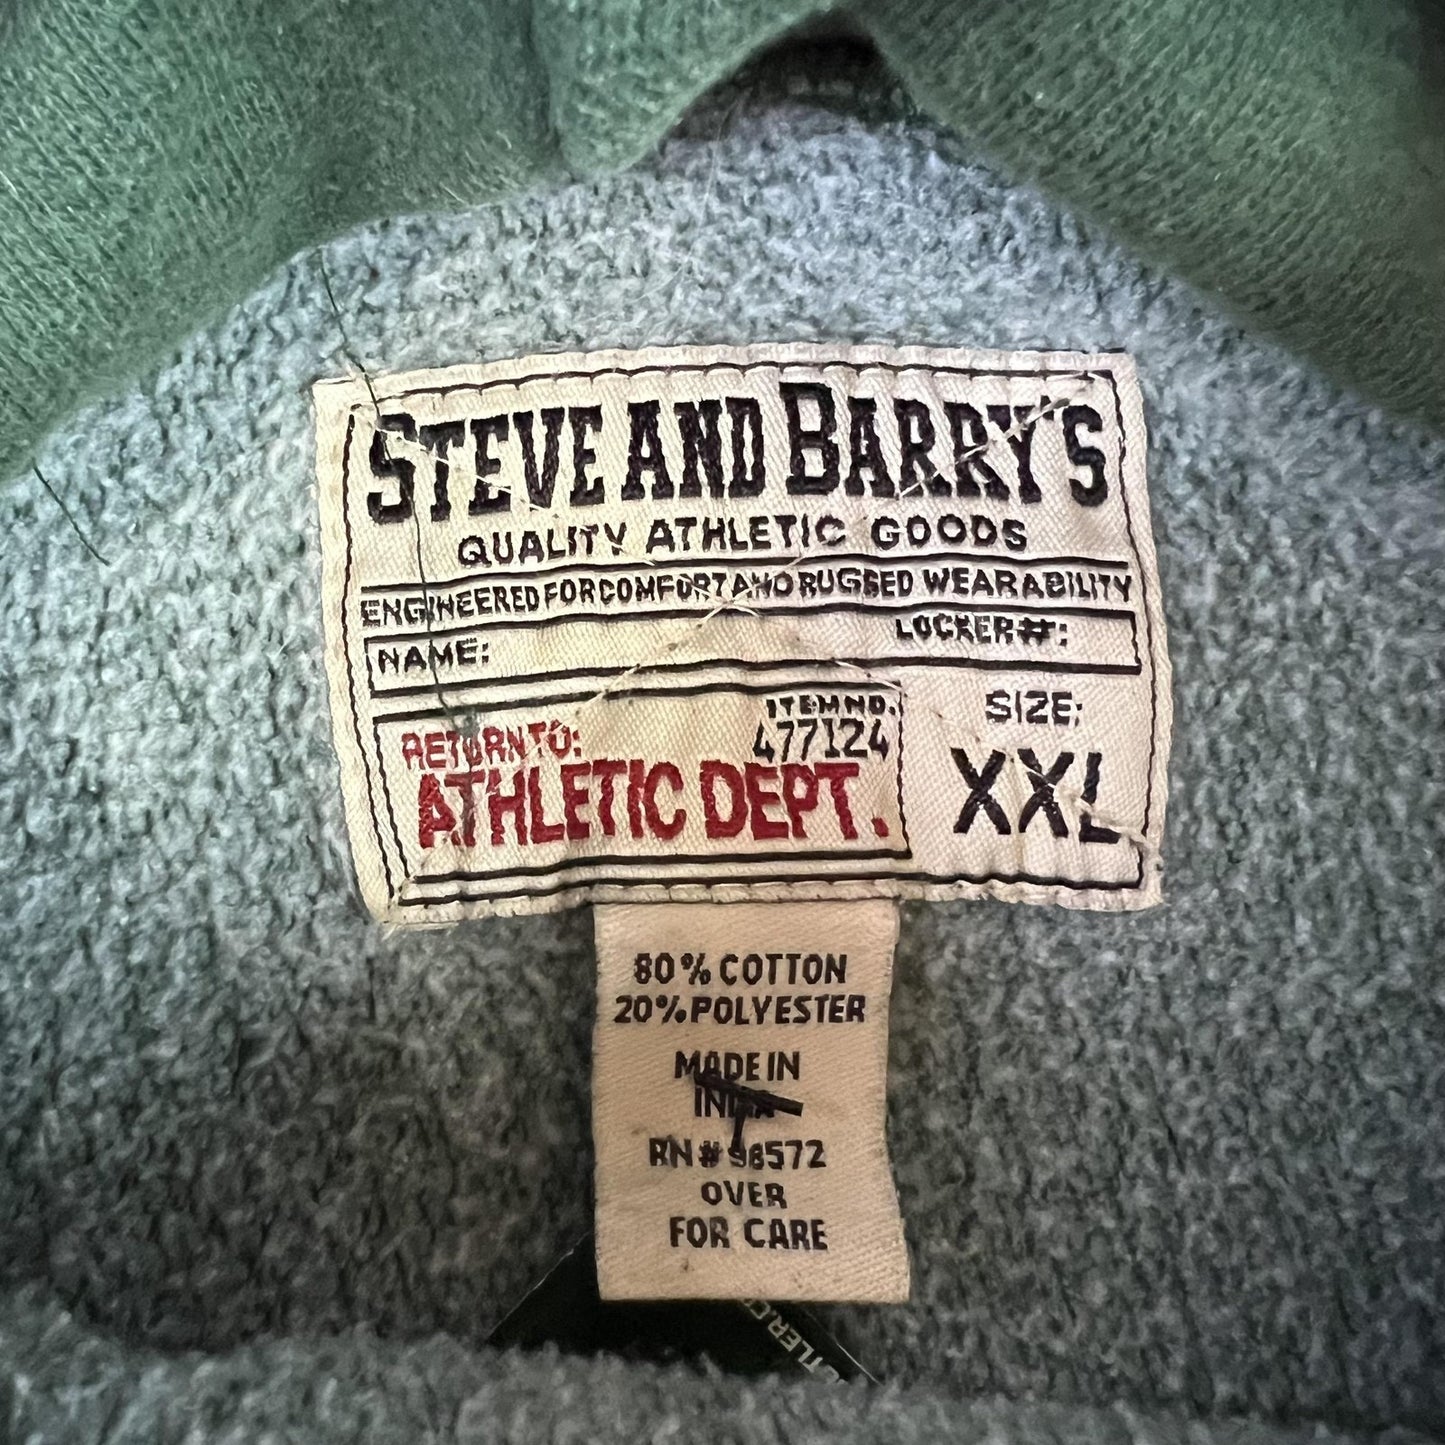 STEVE AND BARRY'S
QUALITY ATHLETIC GOODS
ENGINEERED FOR COMFORT AND RUGGED WEARABILITY
NAME: LOCKER#:
RETURN TO: ITEM NO.
477124
ATHLETIC DEPT.
SIZE:
XXL
80% COTTON
20% POLYESTER
MADE IN
INDIA
RN# 98572
OVER
FOR CARE